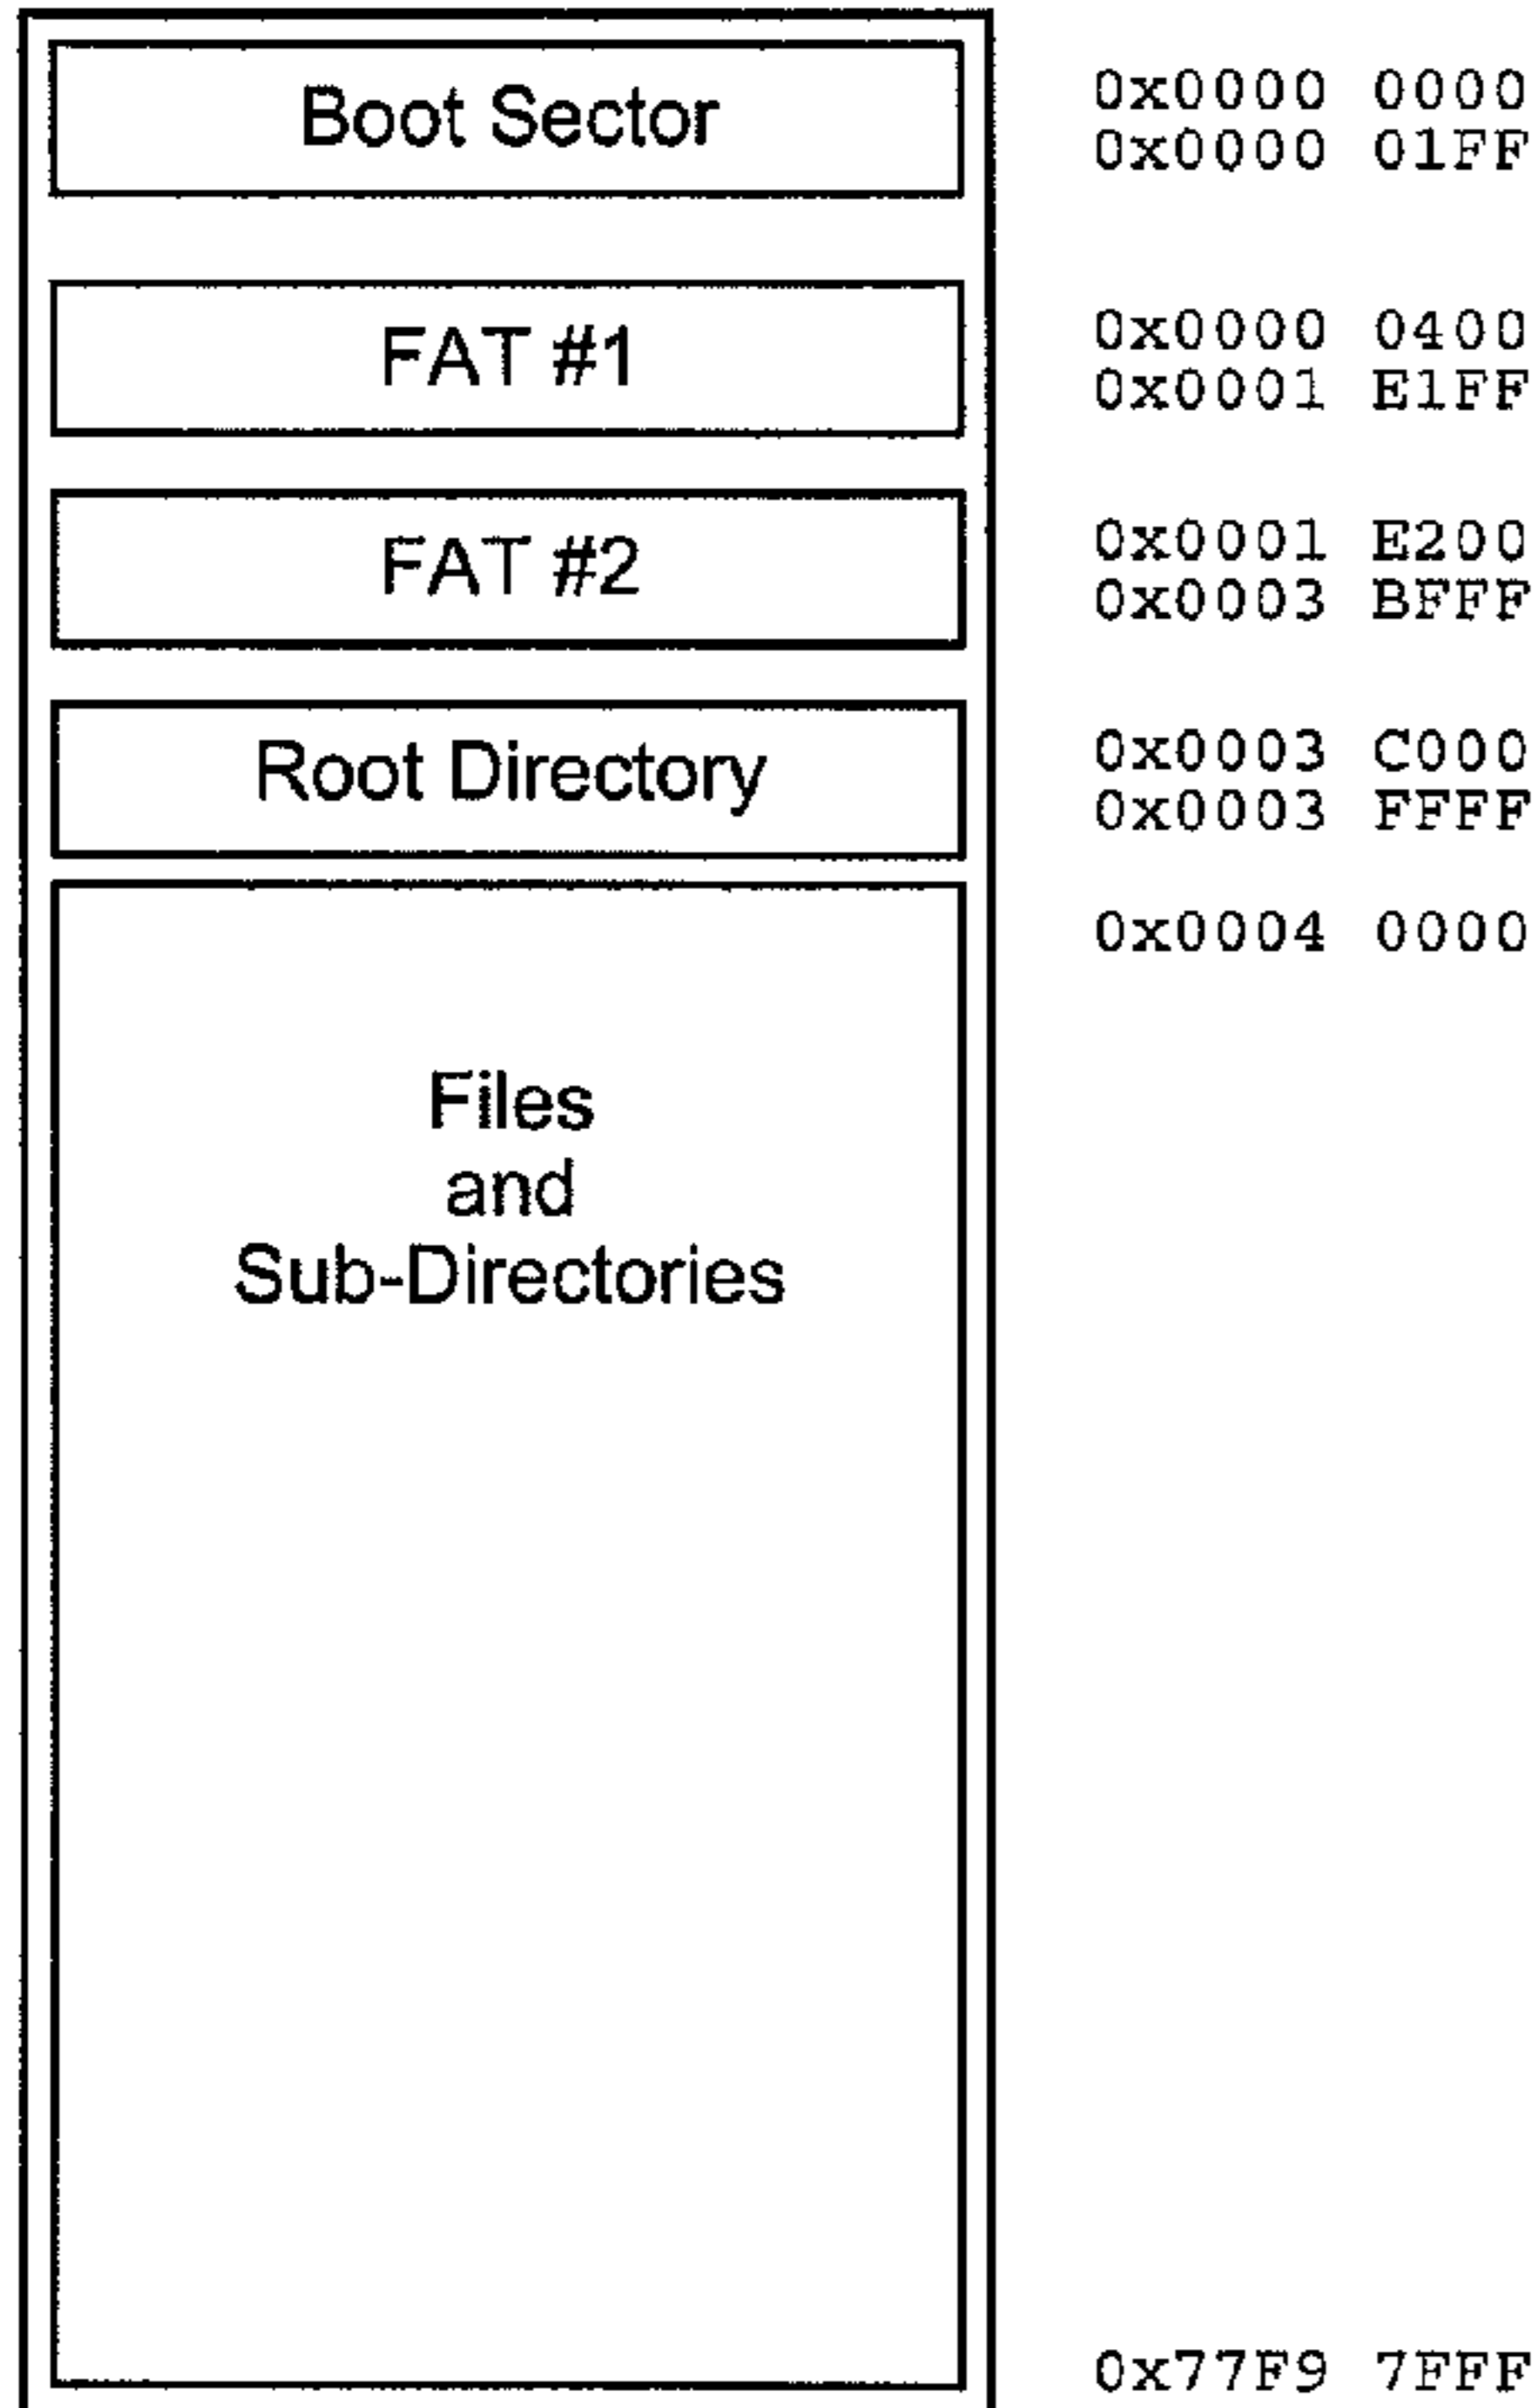 Boot Sector
0x0000 0000
0x0000 01FF
FAT #1
0x0000 0400
0x0001 E1FF
FAT #2
0x0001 E200
0x0003 BFFF
Root Directory
0x0003 C000
0x0003 FFFF
0x0004 0000
Files
and
Sub-Directories
0x77F9 7FFF